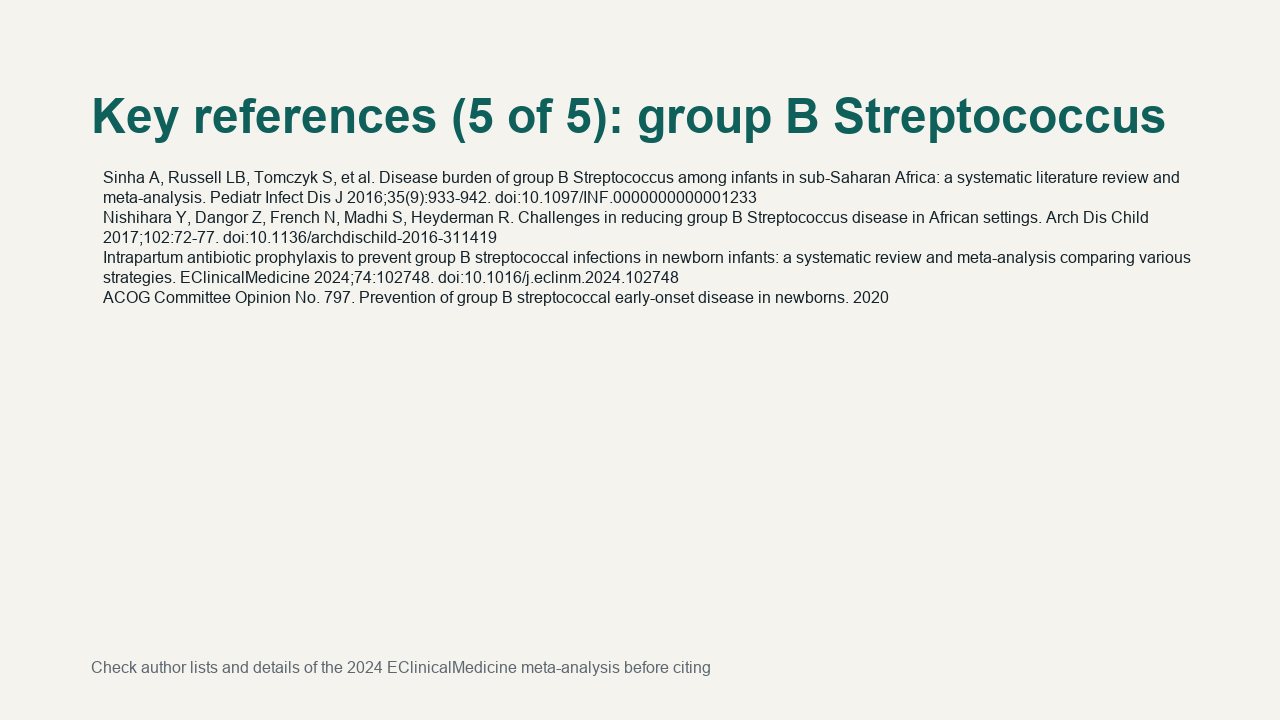 Key references (5 of 5): group B Streptococcus
Sinha A, Russell LB, Tomczyk S, et al. Disease burden of group B Streptococcus among infants in sub-Saharan Africa: a systematic literature review and
meta-analysis. Pediatr Infect Dis J 2016;35(9):933-942. doi:10.1097/INF.0000000000001233
Nishihara Y, Dangor Z, French N, Madhi S, Heyderman R. Challenges in reducing group B Streptococcus disease in African settings. Arch Dis Child
2017;102:72-77. doi:10.1136/archdischild-2016-311419
Intrapartum antibiotic prophylaxis to prevent group B streptococcal infections in newborn infants: a systematic review and meta-analysis comparing various
strategies. EClinicalMedicine 2024;74:102748. doi:10.1016/j.eclinm.2024.102748
ACOG Committee Opinion No. 797. Prevention of group B streptococcal early-onset disease in newborns. 2020
Check author lists and details of the 2024 EClinicalMedicine meta-analysis before citing